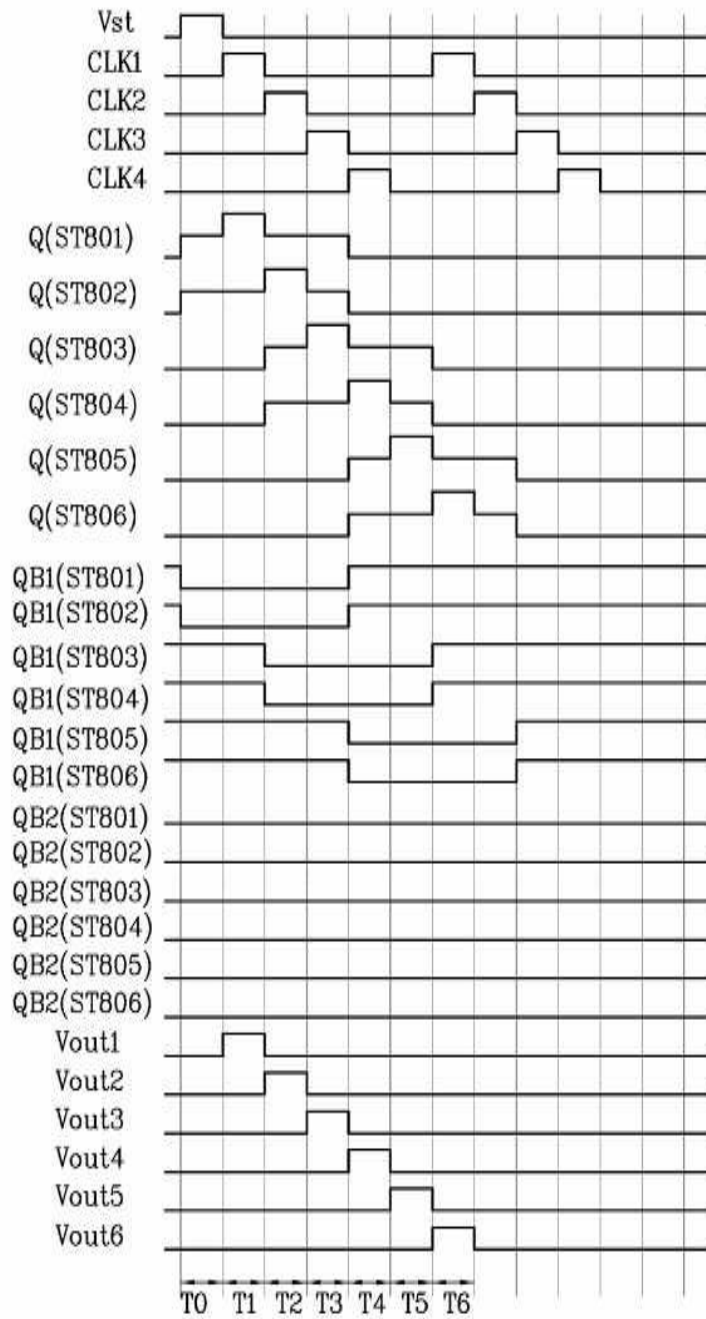 Vst
CLK1
CLK2
CLK3
CLK4
Q(ST801)
Q(ST802)
Q(ST803)
Q(ST804)
Q(ST805)
Q(ST806)
QB1(ST801)
QB1(ST802)
QB1(ST803)
QB1(ST804)
QB1(ST805)
QB1(ST806)
QB2(ST801)
QB2(ST802)
QB2(ST803)
QB2(ST804)
QB2(ST805)
QB2(ST806)
Vout1
Vout2
Vout3
Vout4
Vout5
Vout6
T0 T1 T2 T3 T4 T5 T6